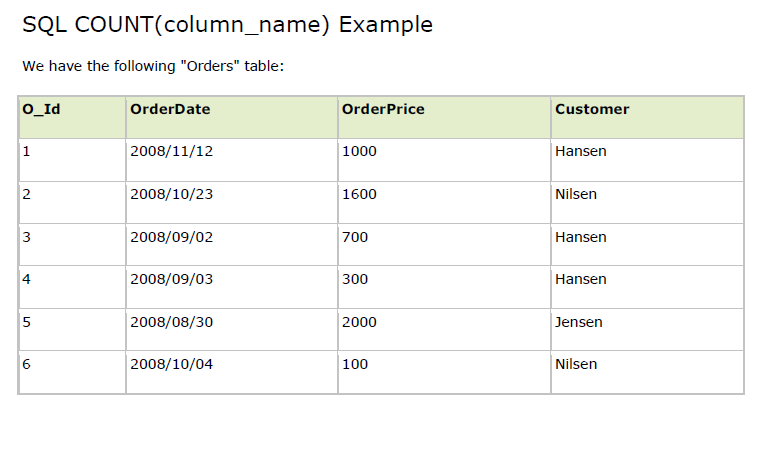 SQL COUNT(column_name) Example
We have the following "Orders" table:
O_Id OrderDate OrderPrice Customer
1 2008/11/12 1000 Hansen
2 2008/10/23 1600 Nilsen
3 2008/09/02 700 Hansen
4 2008/09/03 300 Hansen
5 2008/08/30 2000 Jensen
6 2008/10/04 100 Nilsen